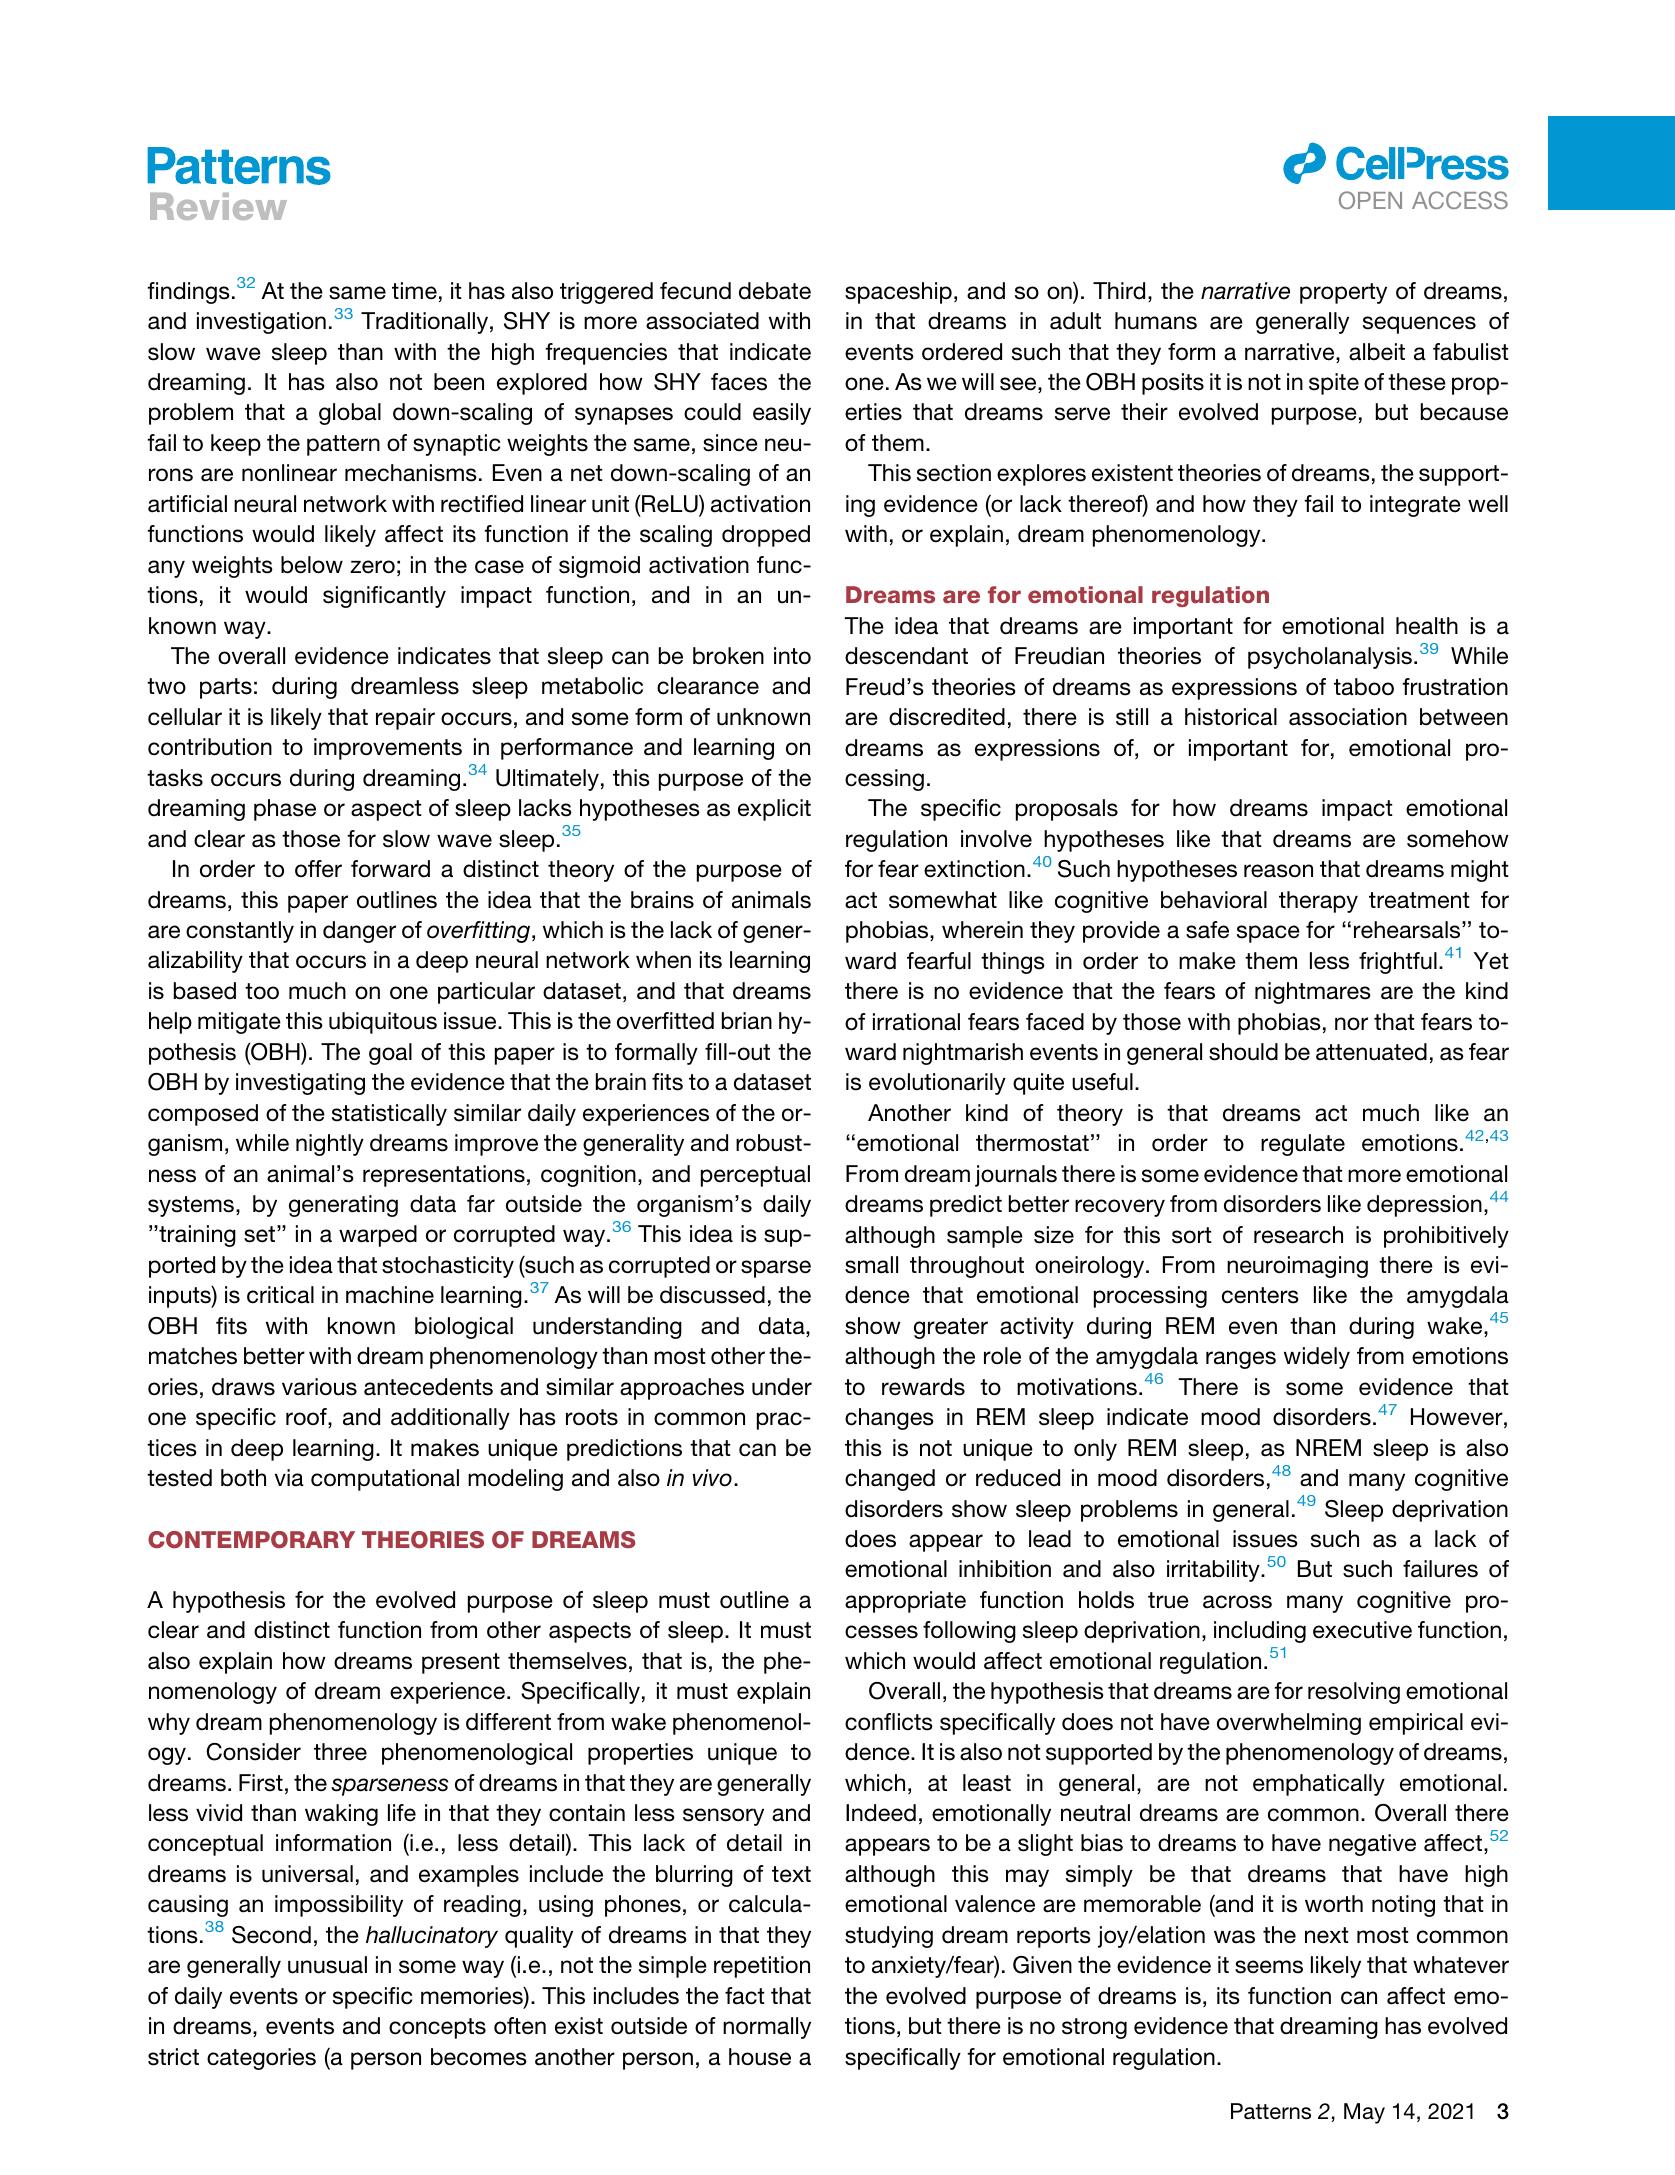 Patterns
Review
CellPress
OPEN ACCESS
findings.32 At the same time, it has also triggered fecund debate
and investigation.33 Traditionally, SHY is more associated with
slow wave sleep than with the high frequencies that indicate
dreaming. It has also not been explored how SHY faces the
problem that a global down-scaling of synapses could easily
fail to keep the pattern of synaptic weights the same, since neu-
rons are nonlinear mechanisms. Even a net down-scaling of an
artificial neural network with rectified linear unit (ReLU) activation
functions would likely affect its function if the scaling dropped
any weights below zero; in the case of sigmoid activation func-
tions, it would significantly impact function, and in an un-
known way.
The overall evidence indicates that sleep can be broken into
two parts: during dreamless sleep metabolic clearance and
cellular it is likely that repair occurs, and some form of unknown
contribution to improvements in performance and learning on
tasks occurs during dreaming.34 Ultimately, this purpose of the
dreaming phase or aspect of sleep lacks hypotheses as explicit
and clear as those for slow wave sleep.35
In order to offer forward a distinct theory of the purpose of
dreams, this paper outlines the idea that the brains of animals
are constantly in danger of overfitting, which is the lack of gener-
alizability that occurs in a deep neural network when its learning
is based too much on one particular dataset, and that dreams
help mitigate this ubiquitous issue. This is the overfitted brian hy-
pothesis (OBH). The goal of this paper is to formally fill-out the
OBH by investigating the evidence that the brain fits to a dataset
composed of the statistically similar daily experiences of the or-
ganism, while nightly dreams improve the generality and robust-
ness of an animal's representations, cognition, and perceptual
systems, by generating data far outside the organism's daily
"training set" in a warped or corrupted way.36 This idea is sup-
ported by the idea that stochasticity (such as corrupted or sparse
inputs) is critical in machine learning.37 As will be discussed, the
OBH fits with known biological understanding and data,
matches better with dream phenomenology than most other the-
ories, draws various antecedents and similar approaches under
one specific roof, and additionally has roots in common prac-
tices in deep learning. It makes unique predictions that can be
tested both via computational modeling and also in vivo.
CONTEMPORARY THEORIES OF DREAMS
A hypothesis for the evolved purpose of sleep must outline a
clear and distinct function from other aspects of sleep. It must
also explain how dreams present themselves, that is, the phe-
nomenology of dream experience. Specifically, it must explain
why dream phenomenology is different from wake phenomenol-
ogy. Consider three phenomenological properties unique to
dreams. First, the sparseness of dreams in that they are generally
less vivid than waking life in that they contain less sensory and
conceptual information (i.e., less detail). This lack of detail in
dreams is universal, and examples include the blurring of text
causing an impossibility of reading, using phones, or calcula-
tions.38 Second, the hallucinatory quality of dreams in that they
are generally unusual in some way (i.e., not the simple repetition
of daily events or specific memories). This includes the fact that
in dreams, events and concepts often exist outside of normally
strict categories (a person becomes another person, a house a
spaceship, and so on). Third, the narrative property of dreams,
in that dreams in adult humans are generally sequences of
events ordered such that they form a narrative, albeit a fabulist
one. As we will see, the OBH posits it is not in spite of these prop-
erties that dreams serve their evolved purpose, but because
of them.
This section explores existent theories of dreams, the support-
ing evidence (or lack thereof) and how they fail to integrate well
with, or explain, dream phenomenology.
Dreams are for emotional regulation
The idea that dreams are important for emotional health is a
descendant of Freudian theories of psycholanalysis.39 While
Freud's theories of dreams as expressions of taboo frustration
are discredited, there is still a historical association between
dreams as expressions of, or important for, emotional pro-
cessing.
The specific proposals for how dreams impact emotional
regulation involve hypotheses like that dreams are somehow
for fear extinction.40 Such hypotheses reason that dreams might
act somewhat like cognitive behavioral therapy treatment for
phobias, wherein they provide a safe space for "rehearsals" to-
ward fearful things in order to make them less frightful.41 Yet
there is no evidence that the fears of nightmares are the kind
of irrational fears faced by those with phobias, nor that fears to-
ward nightmarish events in general should be attenuated, as fear
is evolutionarily quite useful.
Another kind of theory is that dreams act much like an
"emotional thermostat" in order to regulate emotions.42,43
From dream journals there is some evidence that more emotional
dreams predict better recovery from disorders like depression,44
although sample size for this sort of research is prohibitively
small throughout oneirology. From neuroimaging there is evi-
dence that emotional processing centers like the amygdala
show greater activity during REM even than during wake,45
although the role of the amygdala ranges widely from emotions
to rewards to motivations.46 There is some evidence that
changes in REM sleep indicate mood disorders.47 However,
this is not unique to only REM sleep, as NREM sleep is also
changed or reduced in mood disorders,48 and many cognitive
disorders show sleep problems in general.49 Sleep deprivation
does appear to lead to emotional issues such as a lack of
emotional inhibition and also irritability.50 But such failures of
appropriate function holds true across many cognitive pro-
cesses following sleep deprivation, including executive function,
which would affect emotional regulation.51
Overall, the hypothesis that dreams are for resolving emotional
conflicts specifically does not have overwhelming empirical evi-
dence. It is also not supported by the phenomenology of dreams,
which, at least in general, are not emphatically emotional.
Indeed, emotionally neutral dreams are common. Overall there
appears to be a slight bias to dreams to have negative affect,52
although this may simply be that dreams that have high
emotional valence are memorable (and it is worth noting that in
studying dream reports joy/elation was the next most common
to anxiety/fear). Given the evidence it seems likely that whatever
the evolved purpose of dreams is, its function can affect emo-
tions, but there is no strong evidence that dreaming has evolved
specifically for emotional regulation.
Patterns 2, May 14, 2021 3